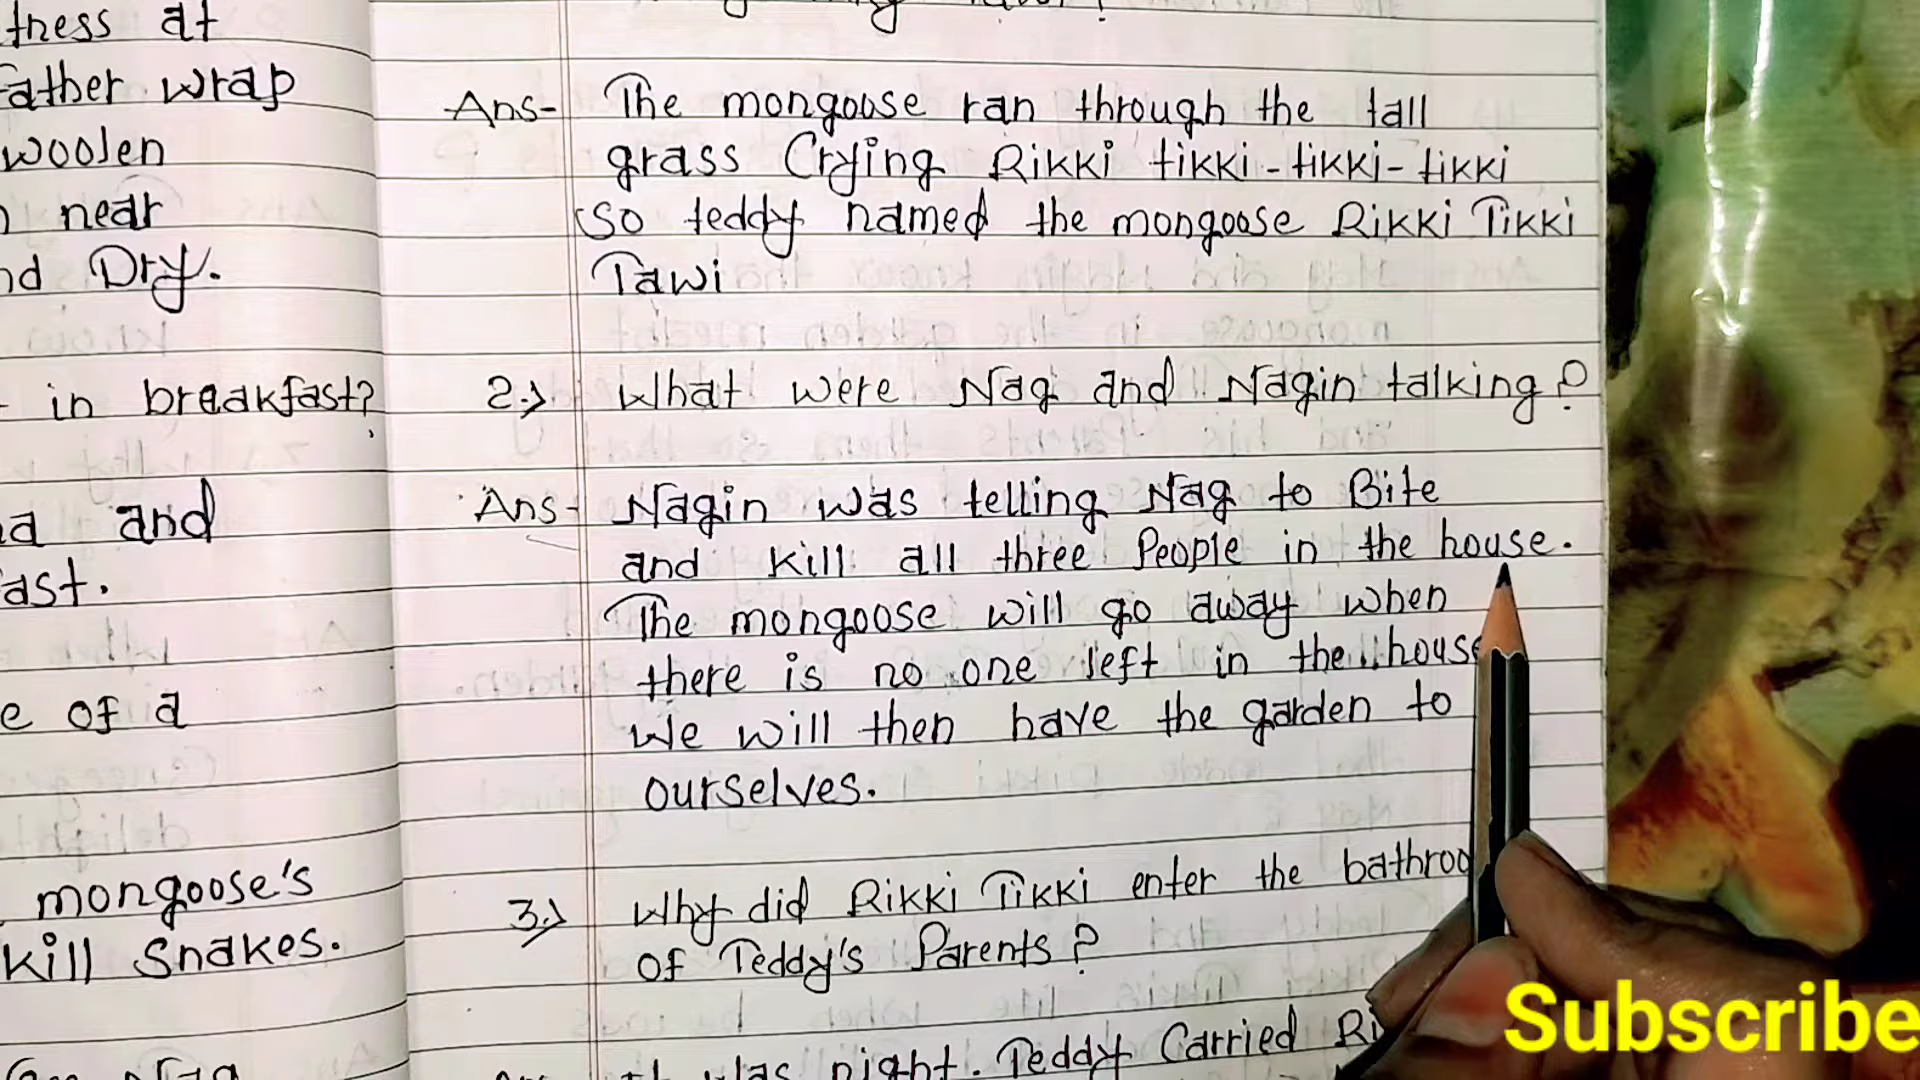 tness at
father wrap
woolen
near
nd Dry.
in breakfast?
and
ast.
e of a
mongoose's
kill Snakes.
Ans- The mongoose ran through the tall
grass Crying Rikki tikki-tikki-tikki
So teddy named the mongoose Rikki Tikki
Tawi
2.) What were Nag and Nagin talking?
Ans- Nagin was telling Nag to Bite
and kill all three People in the house.
The mongoose will go away when
there is no one left in the house
We will then have the garden to
ourselves.
3.) Why did Rikki Tikki enter the bathroo
of Teddy's Parents?
was night. Teddy Carried Ri
Subscribe